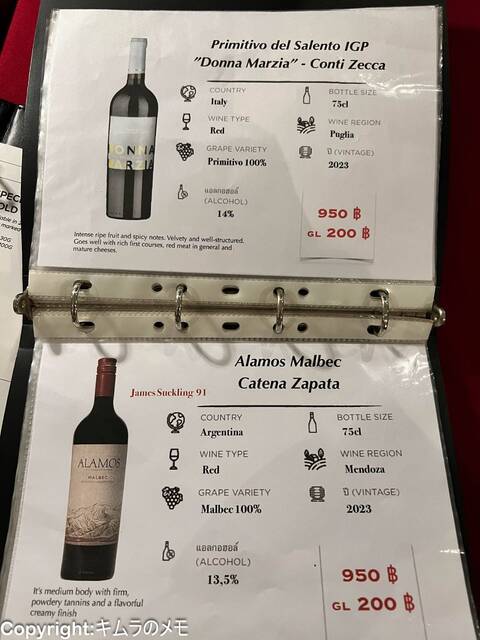 Primitivo del Salento IGP
”Donna Marzia” - Conti Zecca
COUNTRY
Italy
BOTTLE SIZE
75cl
WINE TYPE
Red
WINE REGION
Puglia
GRAPE VARIETY
Primitivo 100%
ปี (VINTAGE)
2023
แอลกอฮอล์
(ALCOHOL)
14%
950 ฿
GL 200 ฿
Intense ripe fruit and spicy notes. Velvety and well-structured.
Goes well with rich first courses, red meat in general and
mature cheeses.
Alamos Malbec
Catena Zapata
James Suckling 91
COUNTRY
Argentina
BOTTLE SIZE
75cl
WINE TYPE
Red
WINE REGION
Mendoza
GRAPE VARIETY
Malbec 100%
ปี (VINTAGE)
2023
แอลกอฮอล์
(ALCOHOL)
13,5%
950 ฿
GL 200 ฿
ALAMOS
MALBEC
It's medium body with firm,
powdery tannins and a flavorful
creamy finish
Copyright:キムラのメモ